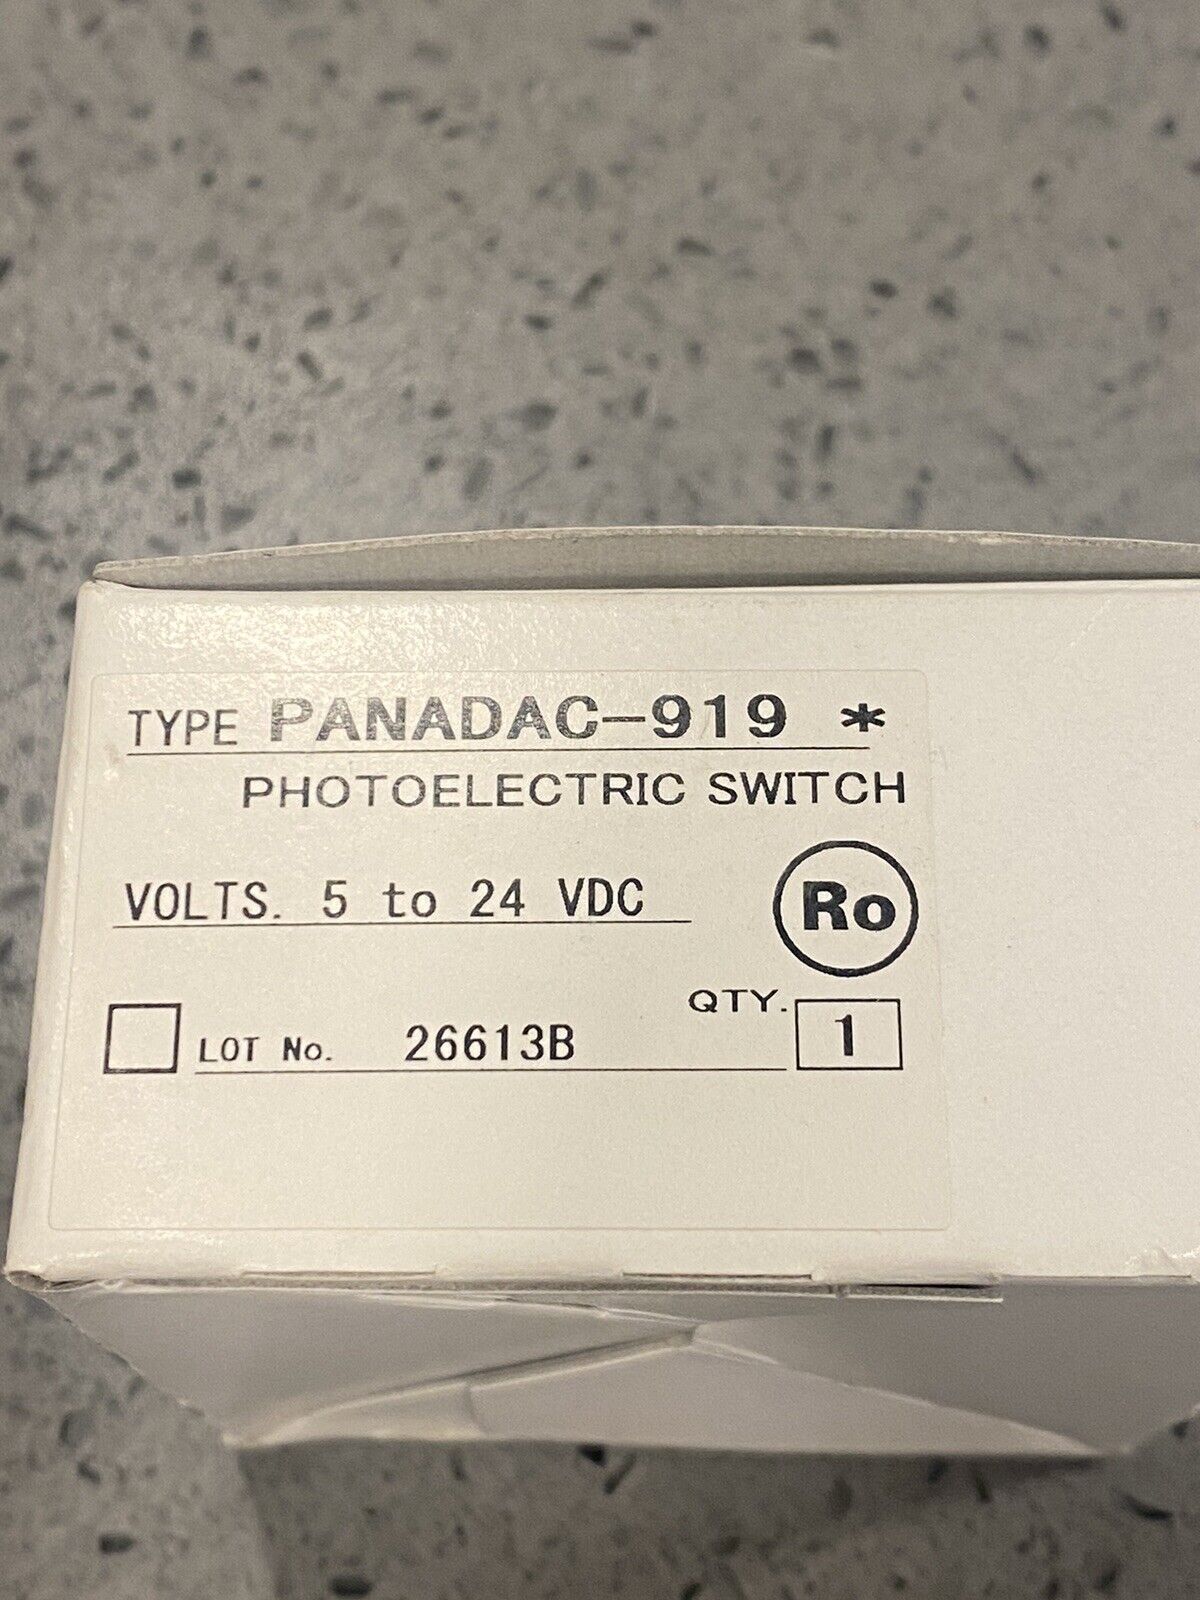 TYPE PANADAC-919 *
PHOTOELECTRIC SWITCH
VOLTS. 5 to 24 VDC
Ro
QTY.
LOT No. 26613B
1